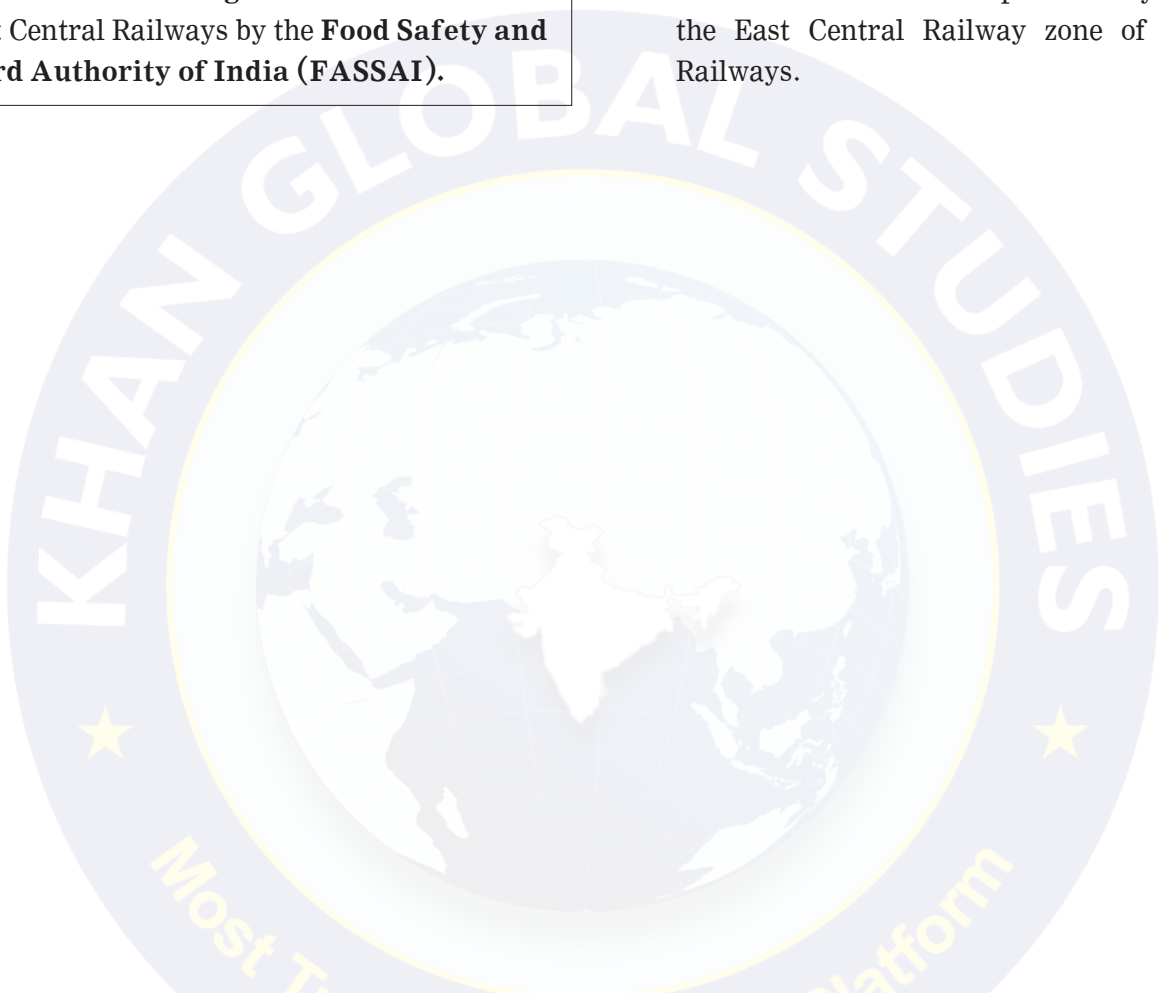 Central Railways by the Food Safety and
rd Authority of India (FASSAI).
the East Central Railway zone of
Railways.
KHAN GLOBAL STUDIES
Most
Platform